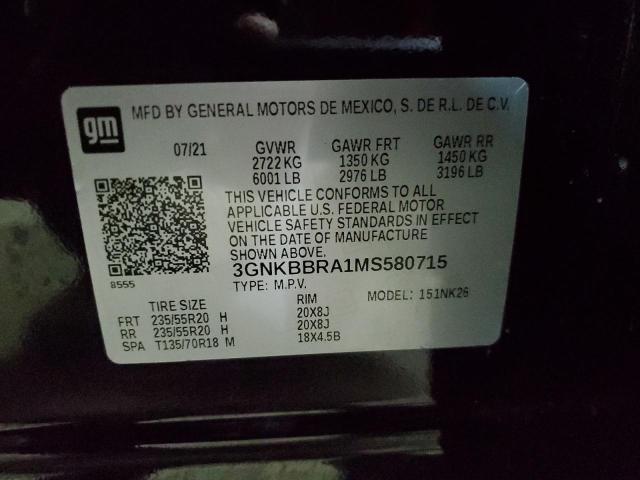 gm
MFD BY GENERAL MOTORS DE MEXICO, S. DE R.L. DE C.V.
07/21 GVWR GAWR FRT GAWR RR
2722 KG 1350 KG 1450 KG
6001 LB 2976 LB 3196 LB
THIS VEHICLE CONFORMS TO ALL
APPLICABLE U.S. FEDERAL MOTOR
VEHICLE SAFETY STANDARDS IN EFFECT
ON THE DATE OF MANUFACTURE
SHOWN ABOVE.
8555
3GNKBBRA1MS580715
TYPE: M.P.V. MODEL: 151NK26
TIRE SIZE RIM
FRT 235/55R20 H 20X8J
RR 235/55R20 H 20X8J
SPA T135/70R18 M 18X4.5B